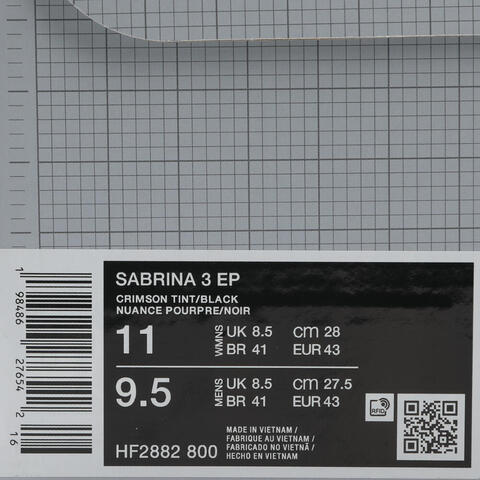 SABRINA 3 EP
CRIMSON TINT/BLACK
NUANCE POURPRE/NOIR
11 WMNS UK 8.5 cm 28
BR 41 EUR 43
9.5 MENS UK 8.5 cm 27.5
BR 41 EUR 43
HF2882 800
MADE IN VIETNAM /
FABRIQUE AU VIETNAM /
FABRICADO NO VIETNÃ /
HECHO EN VIETNAM
RFID
1 98486 27654 2 16